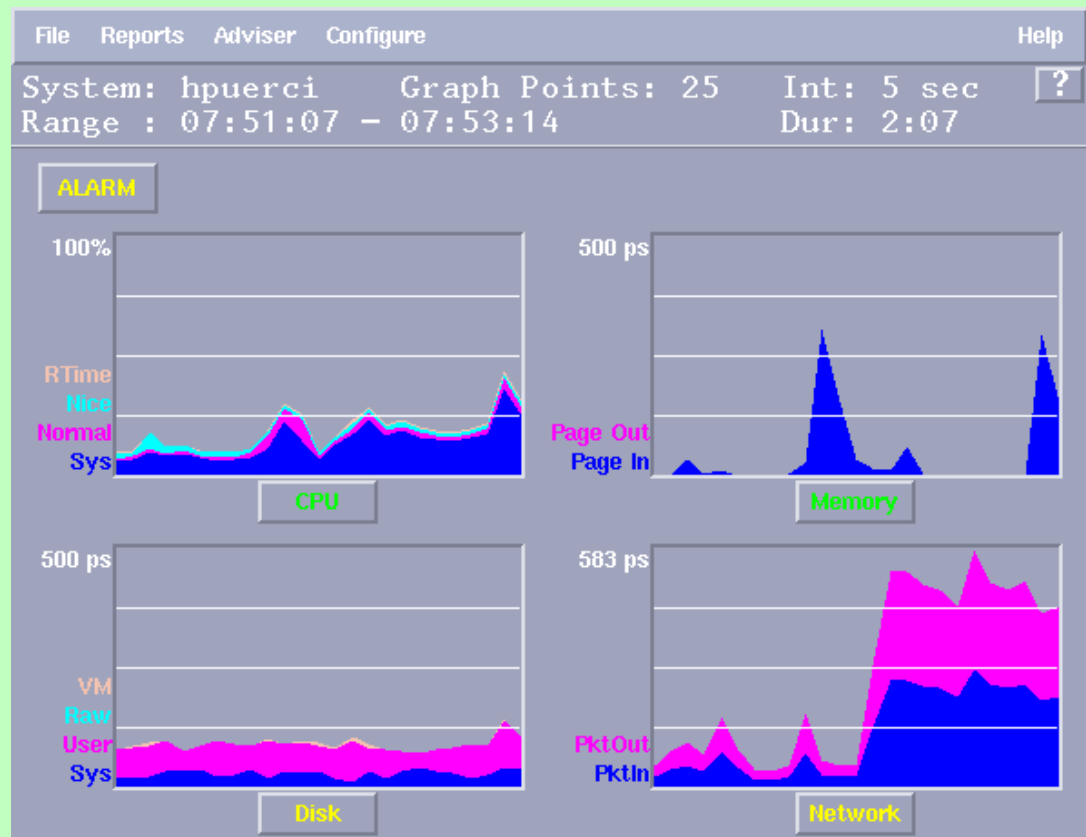 File Reports Adviser Configure Help
System: hpuerci Graph Points: 25 Int: 5 sec ?
Range : 07:51:07 - 07:53:14 Dur: 2:07
ALARM
100%
RTime
Nice
Normal
Sys
CPU
500 ps
Page Out
Page In
Memory
500 ps
VM
Raw
User
Sys
Disk
583 ps
PktOut
PktIn
Network